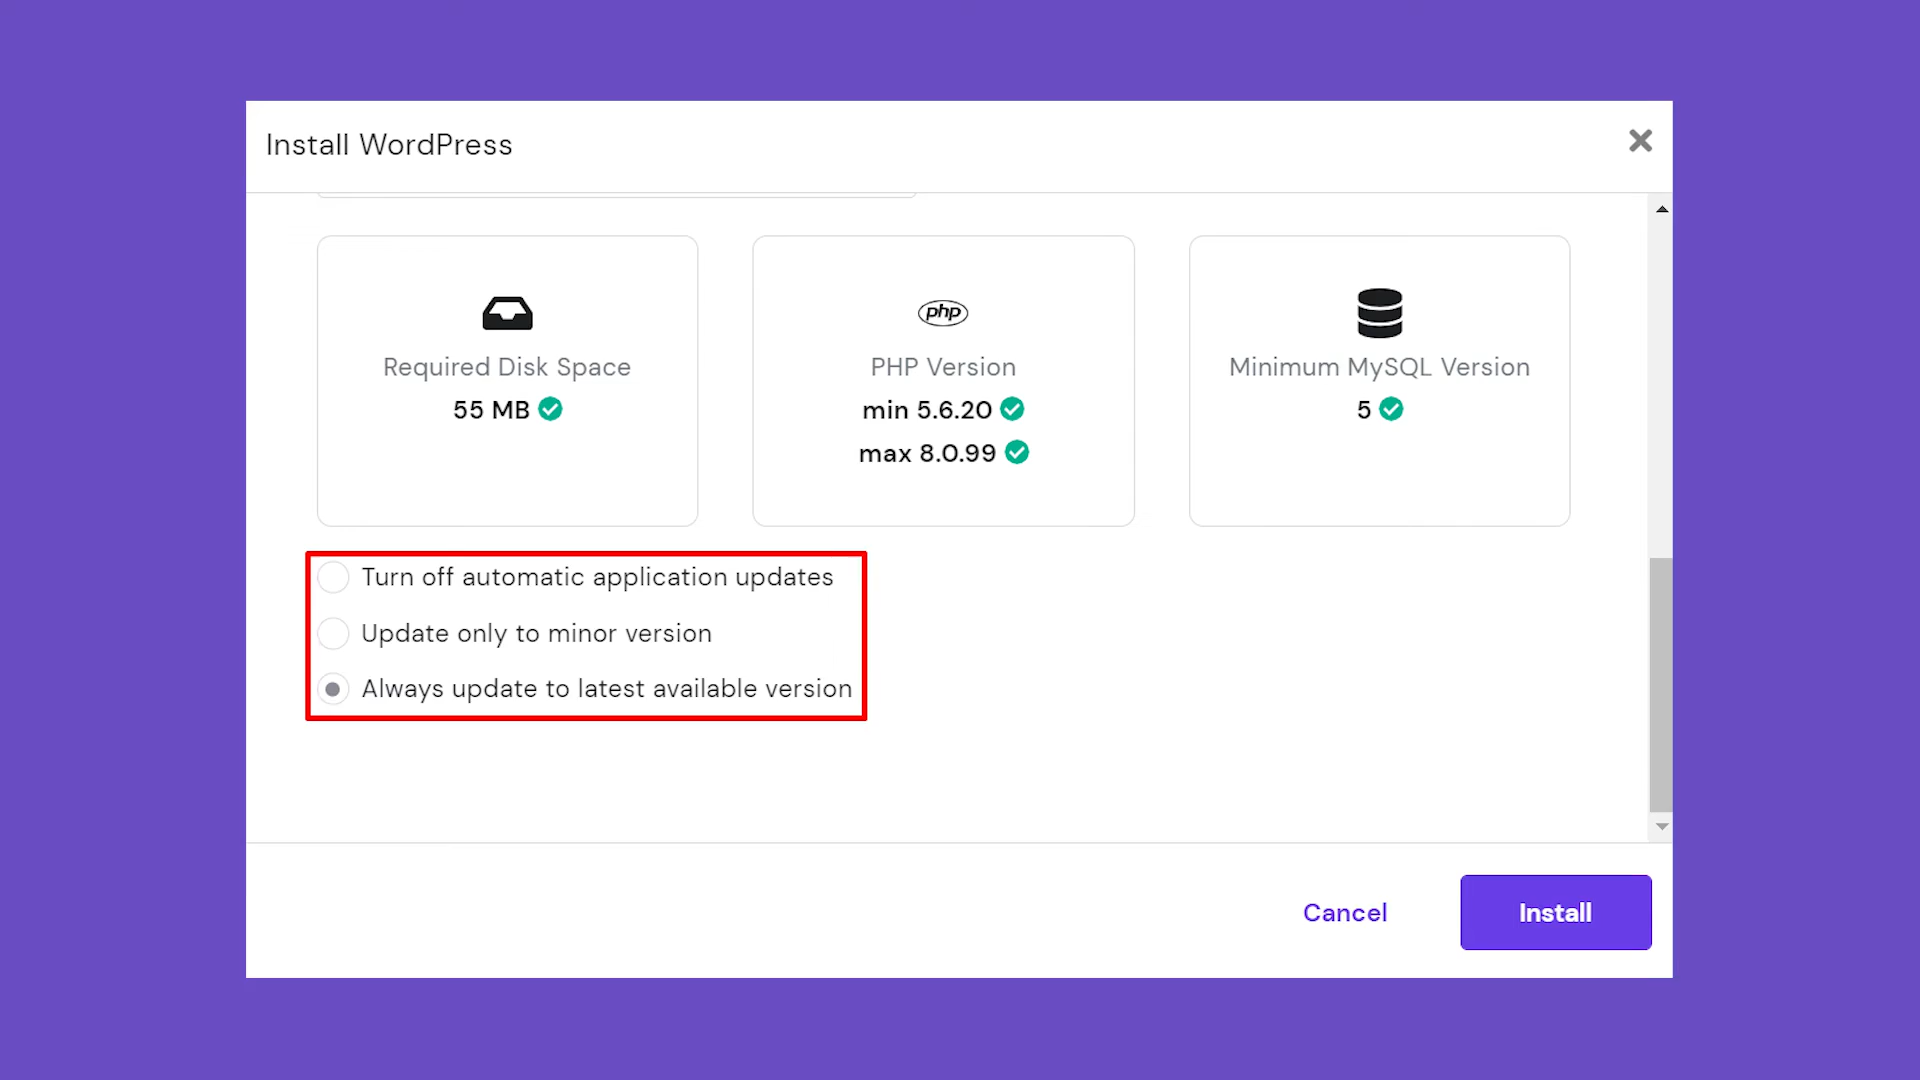 Install WordPress
php
Required Disk Space
55 MB
PHP Version
min 5.6.20
max 8.0.99
Minimum MySQL Version
5
Turn off automatic application updates
Update only to minor version
Always update to latest available version
Cancel
Install